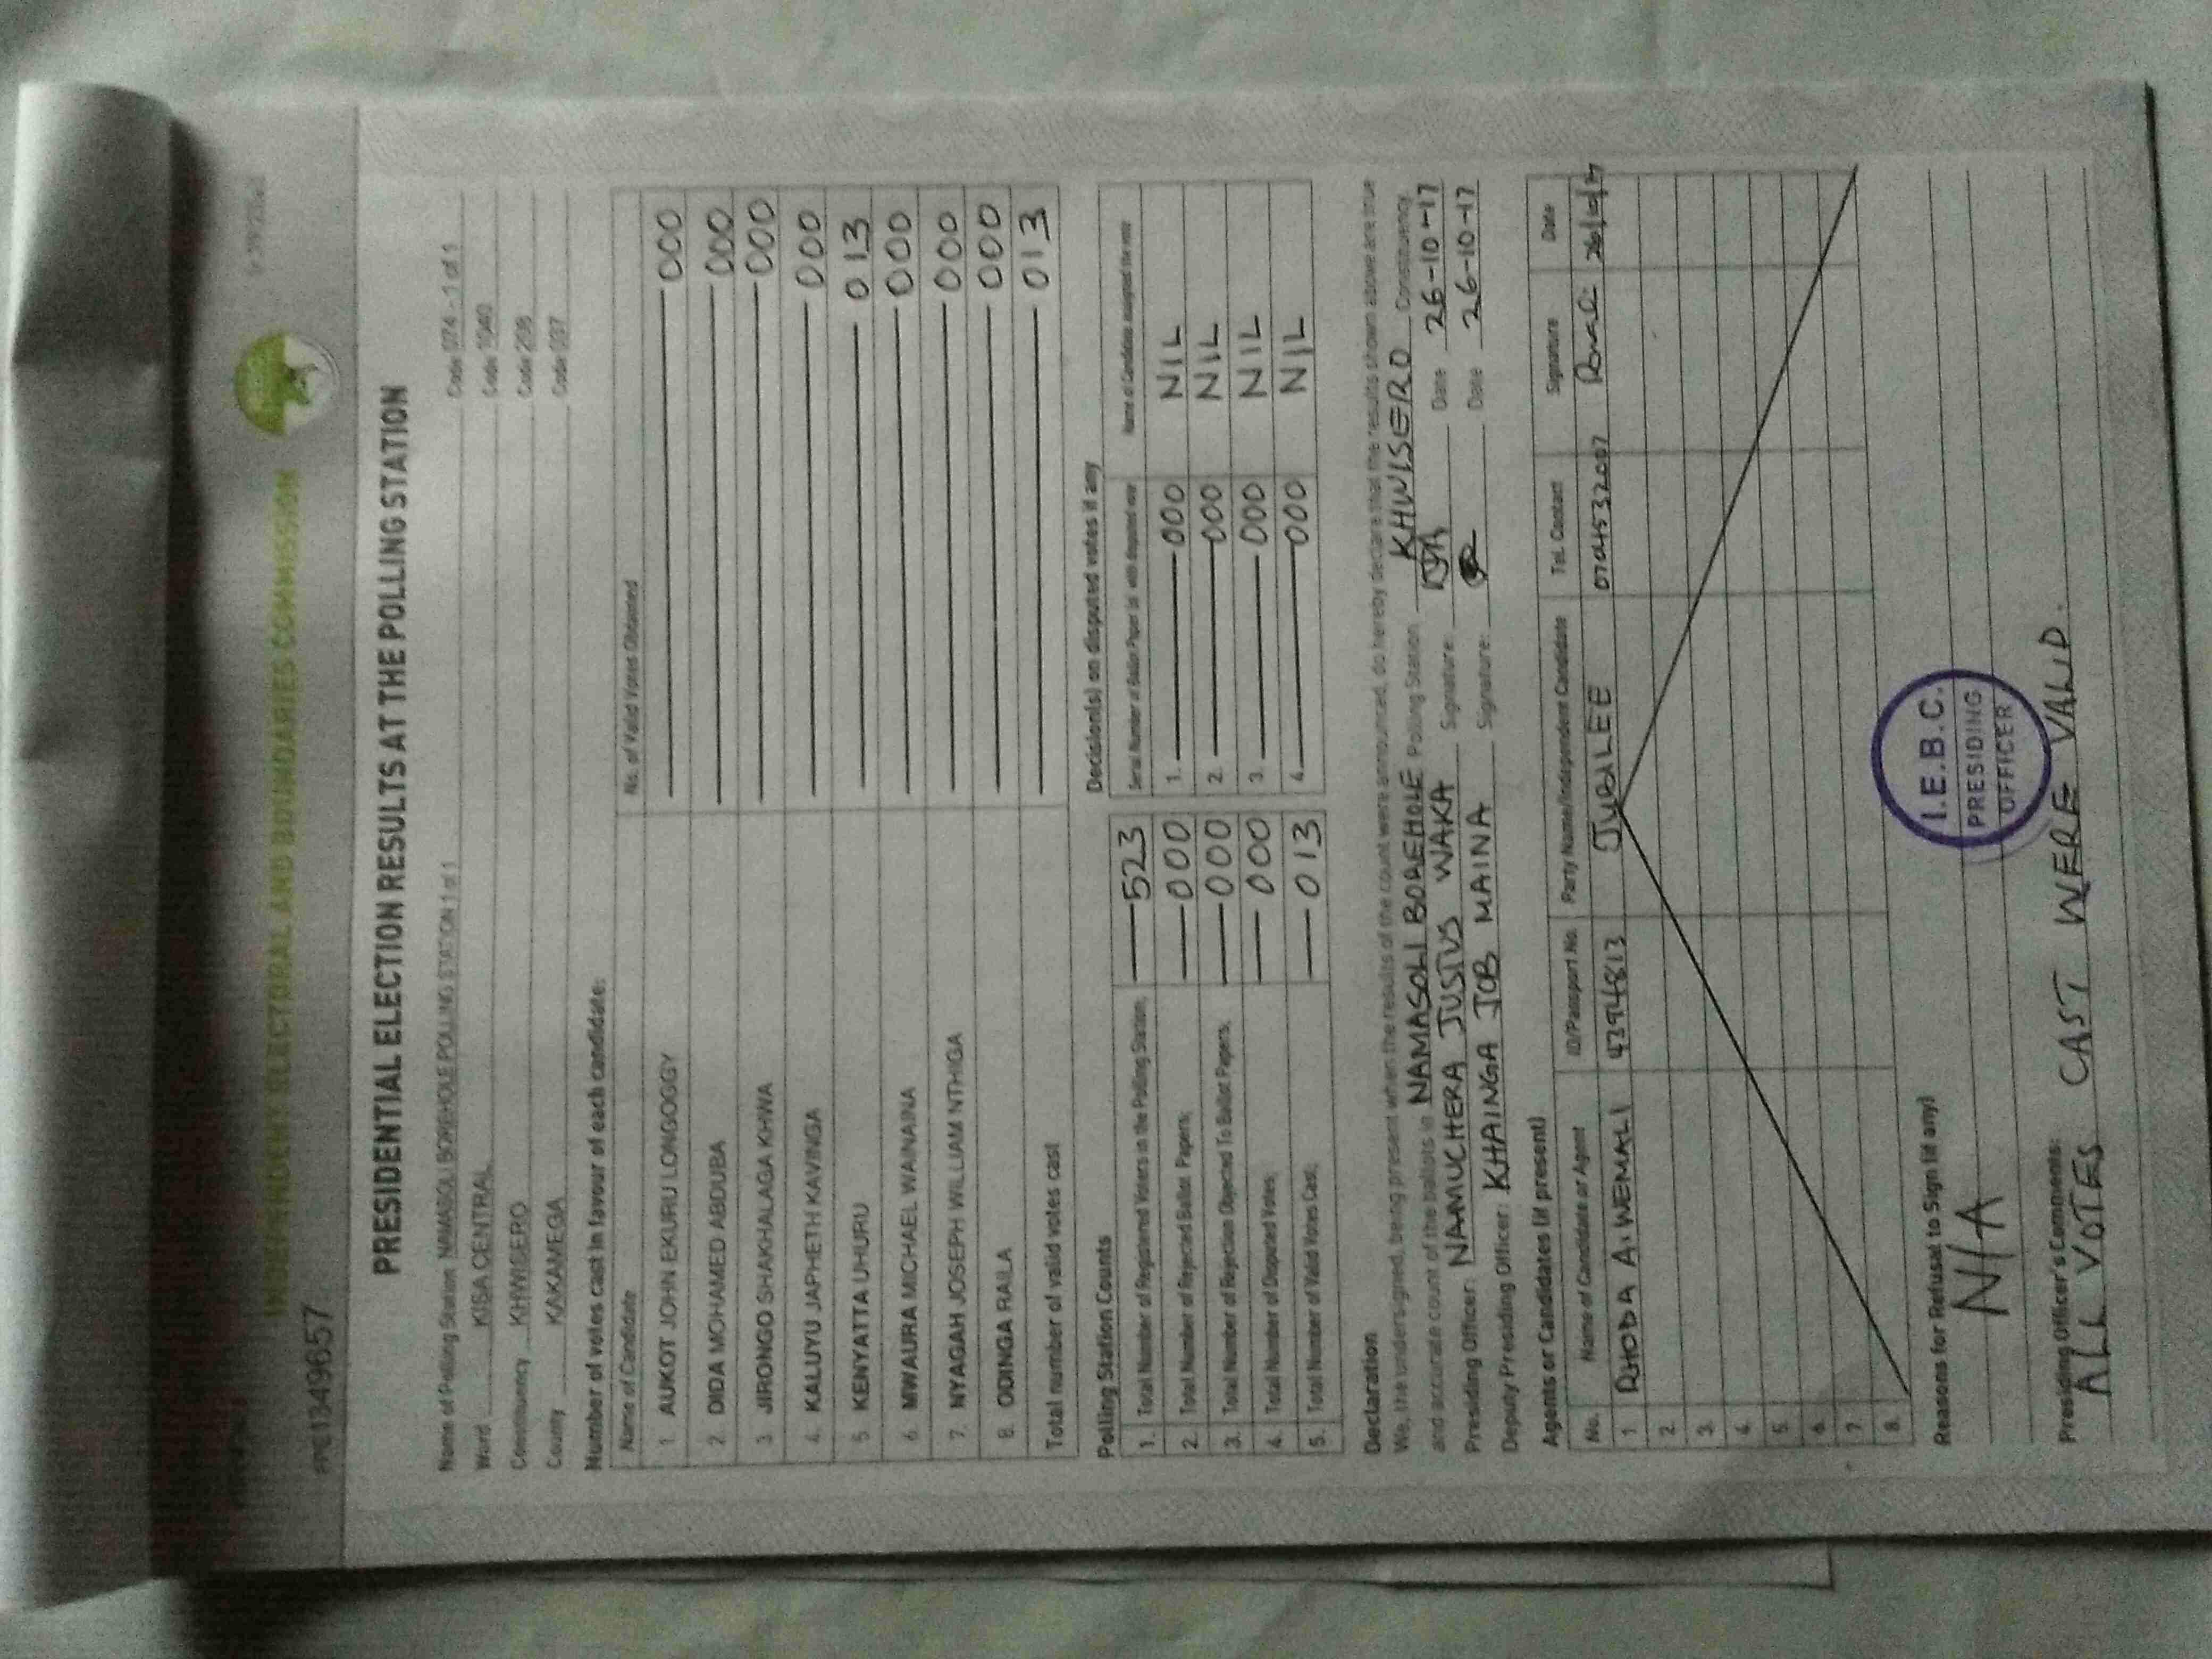 INDEPENDENT ELECTORAL AND BOUNDARIES COMMISSION
PRESIDENTIAL ELECTION RESULTS AT THE POLLING STATION
Name of Polling Station NAMASOLI BOREHOLE POLLING STATION 1 of 1 Code 074 - 1 of 1
Ward KISA CENTRAL Code 1040
Constituency KHWISERO Code 208
County KAKAMEGA Code 037
Number of votes cast in favour of each candidate:
Name of Candidate No. of Valid Votes Obtained
1. AUKOT JOHN EKURU LONGOGGY 000
2. DIDA MOHAMED ABDUBA 000
3. JIRONGO SHAKHALAGA KHWA 000
4. KALUYU JAPHETH KAVINGA 000
5. KENYATTA UHURU 013
6. MWAURA MICHAEL WAINAINA 000
7. NYAGAH JOSEPH WILLIAM NTHIGA 000
8. ODINGA RAILA 000
Total number of valid votes cast 013
Polling Station Counts
1. Total Number of Registered Voters in the Polling Station; 523
2. Total Number of Rejected Ballot Papers; 000
3. Total Number of Rejection Objected To Ballot Papers; 000
4. Total Number of Disputed Votes; 000
5. Total Number of Valid Votes Cast; 013
Decision(s) on disputed votes if any
Serial Number of Ballot Paper (s) with disputed vote Name of Candidate assigned the vote
1. 000 NIL
2. 000 NIL
3. 000 NIL
4. 000 NIL
Declaration
We, the undersigned, being present when the results of the count were announced, do hereby declare that the results shown above are true
and accurate count of the ballots in NAMASOLI BOREHOLE Polling Station KHWISERO Constituency
Presiding Officer: NAMUCHERA JUSTUS WAKA Signature: Date 26-10-17
Deputy Presiding Officer: KHAINGA JOB MAINA Signature: Date 26-10-17
Agents or Candidates (if present)
No. Name of Candidate or Agent ID/Passport No. Party Name/Independent Candidate Tel. Contact Signature Date
1 RHODA A. WEMALI JUBILEE
2.
3.
4.
5.
6.
7.
8.
Reasons for Refusal to Sign (if any)
N/A
I.E.B.C.
PRESIDING
OFFICER
Presiding Officer's Comments:
ALL VOTES CAST WERE VALID.